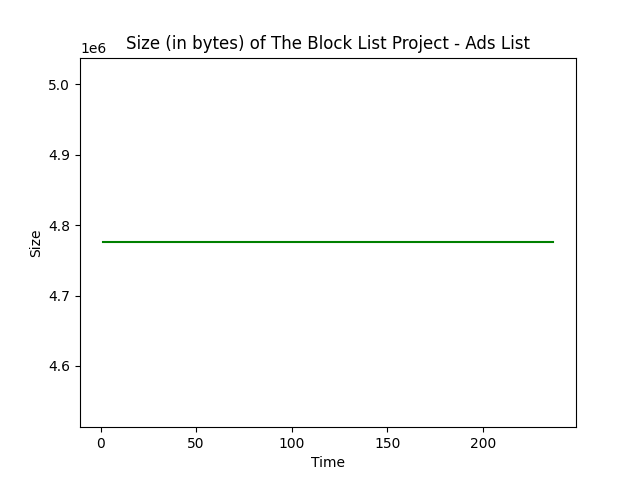 Size (in bytes) of The Block List Project - Ads List
1e6
5.0
4.9
4.8
4.7
4.6
Size
0 50 100 150 200
Time